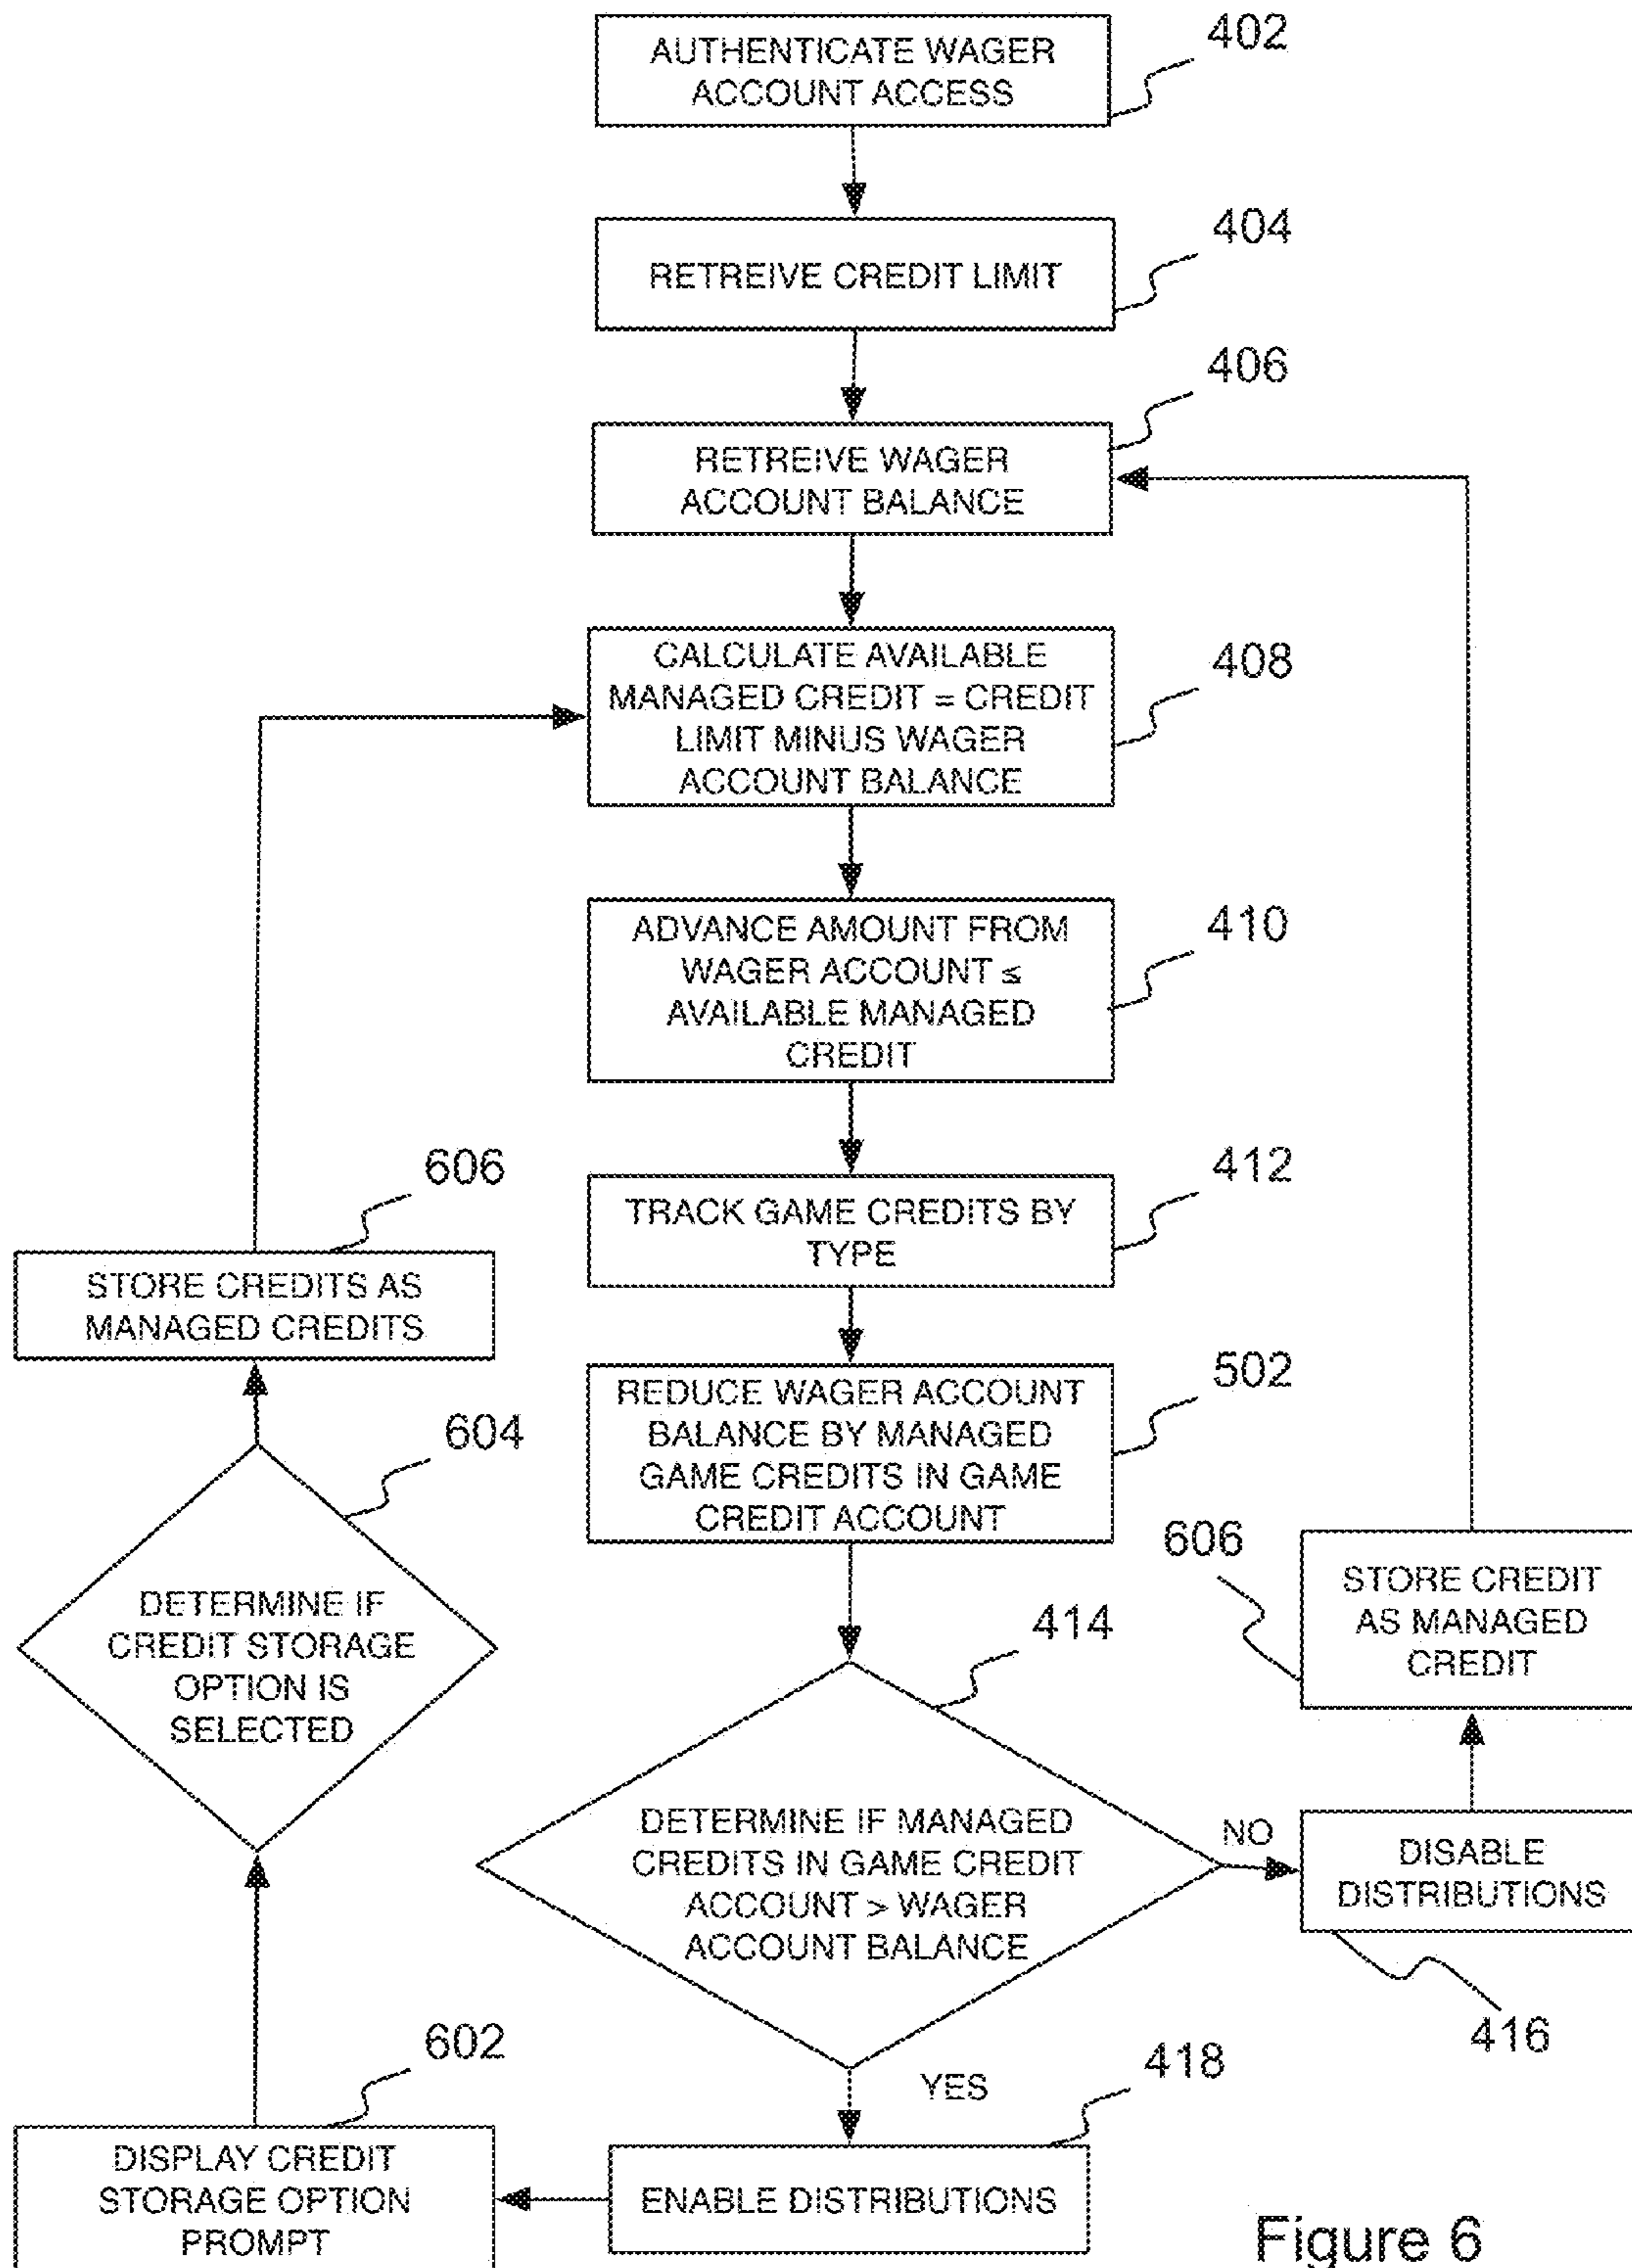 AUTHENTICATE WAGER
ACCOUNT ACCESS
402
RETREIVE CREDIT LIMIT
404
RETREIVE WAGER
ACCOUNT BALANCE
406
CALCULATE AVAILABLE
MANAGED CREDIT = CREDIT
LIMIT MINUS WAGER
ACCOUNT BALANCE
408
ADVANCE AMOUNT FROM
WAGER ACCOUNT ≤
AVAILABLE MANAGED
CREDIT
410
TRACK GAME CREDITS BY
TYPE
412
REDUCE WAGER ACCOUNT
BALANCE BY MANAGED
GAME CREDITS IN GAME
CREDIT ACCOUNT
502
DETERMINE IF MANAGED
CREDITS IN GAME CREDIT
ACCOUNT > WAGER
ACCOUNT BALANCE
414
NO
DISABLE
DISTRIBUTIONS
416
STORE CREDIT
AS MANAGED
CREDIT
606
YES
ENABLE DISTRIBUTIONS
418
DISPLAY CREDIT
STORAGE OPTION
PROMPT
602
DETERMINE IF
CREDIT STORAGE
OPTION IS
SELECTED
604
STORE CREDITS AS
MANAGED CREDITS
606
Figure 6